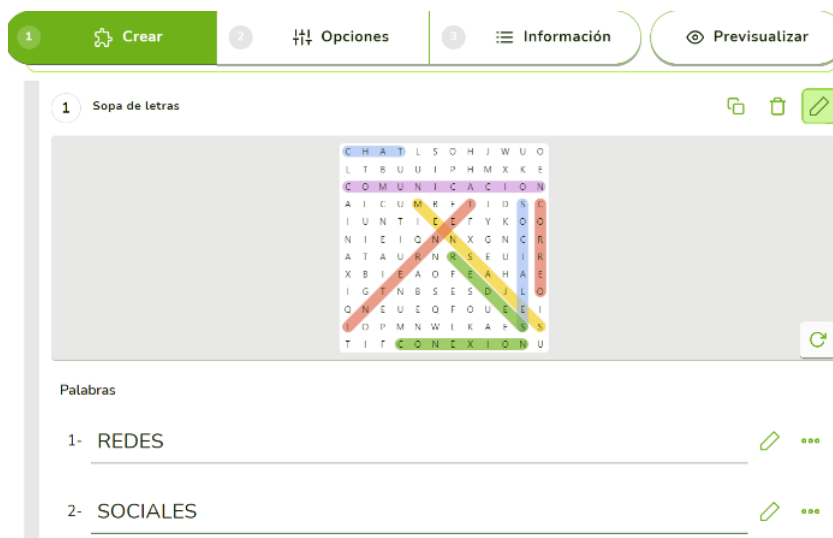 1 Crear 2 Opciones 3 Información Previsualizar
1 Sopa de letras
C H A T L S O H J W U O
L T B U U I P H M X K E
C O M U N I C A C I O N
A I C U M B E I I D S C
I U N T I E E F Y K O O
N I E I Q N N X G N C R
A T A U R N R S E U I R
X B I E A O F E A H A E
I G T N B S E S D J L O
Q N E U E Q F O U E E I
I D P M N W L K A E S S
T I F C O N E X I O N U
Palabras
1- REDES
2- SOCIALES